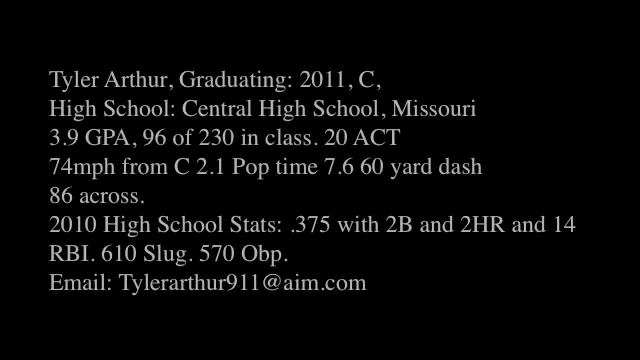 Tyler Arthur, Graduating: 2011, C,
High School: Central High School, Missouri
3.9 GPA, 96 of 230 in class. 20 ACT
74mph from C 2.1 Pop time 7.6 60 yard dash
86 across.
2010 High School Stats: .375 with 2B and 2HR and 14
RBI. 610 Slug. 570 Obp.
Email: Tylerarthur911@aim.com